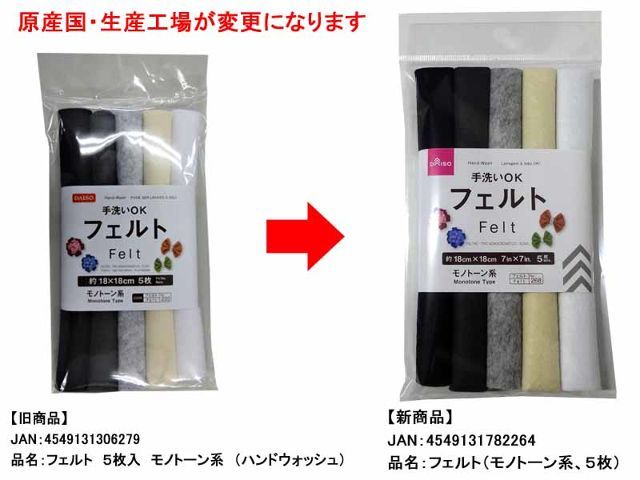 原産国・生産工場が変更になります
DAISO
手洗いOK
フェルト
Felt
約18×18cm 5枚
モノトーン系
Monotone Type
DAISO
Hand-Wash
手洗いOK
フェルト
Felt
約18cm×18cm 7in×7in. 5
モノトーン系
Monotone Type
【旧商品】
JAN：4549131306279
品名：フェルト 5枚入 モノトーン系 （ハンドウォッシュ）
【新商品】
JAN：4549131782264
品名：フェルト（モノトーン系、5枚）